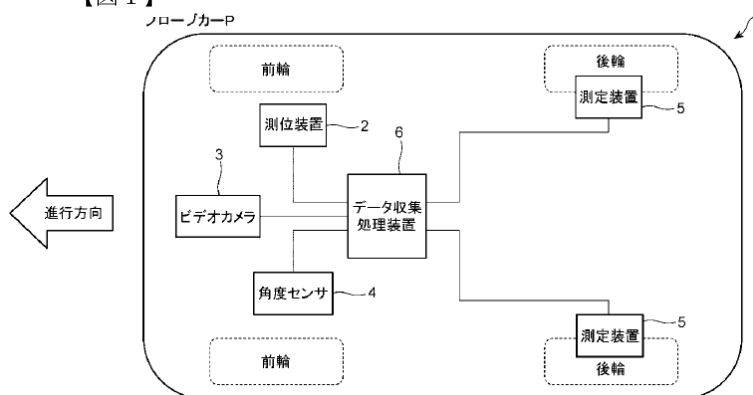 【図１】
プローブカーP
前輪
後輪
測位装置
2
測定装置
5
6
3
進行方向
ビデオカメラ
データ収集
処理装置
角度センサ
4
5
測定装置
前輪
後輪